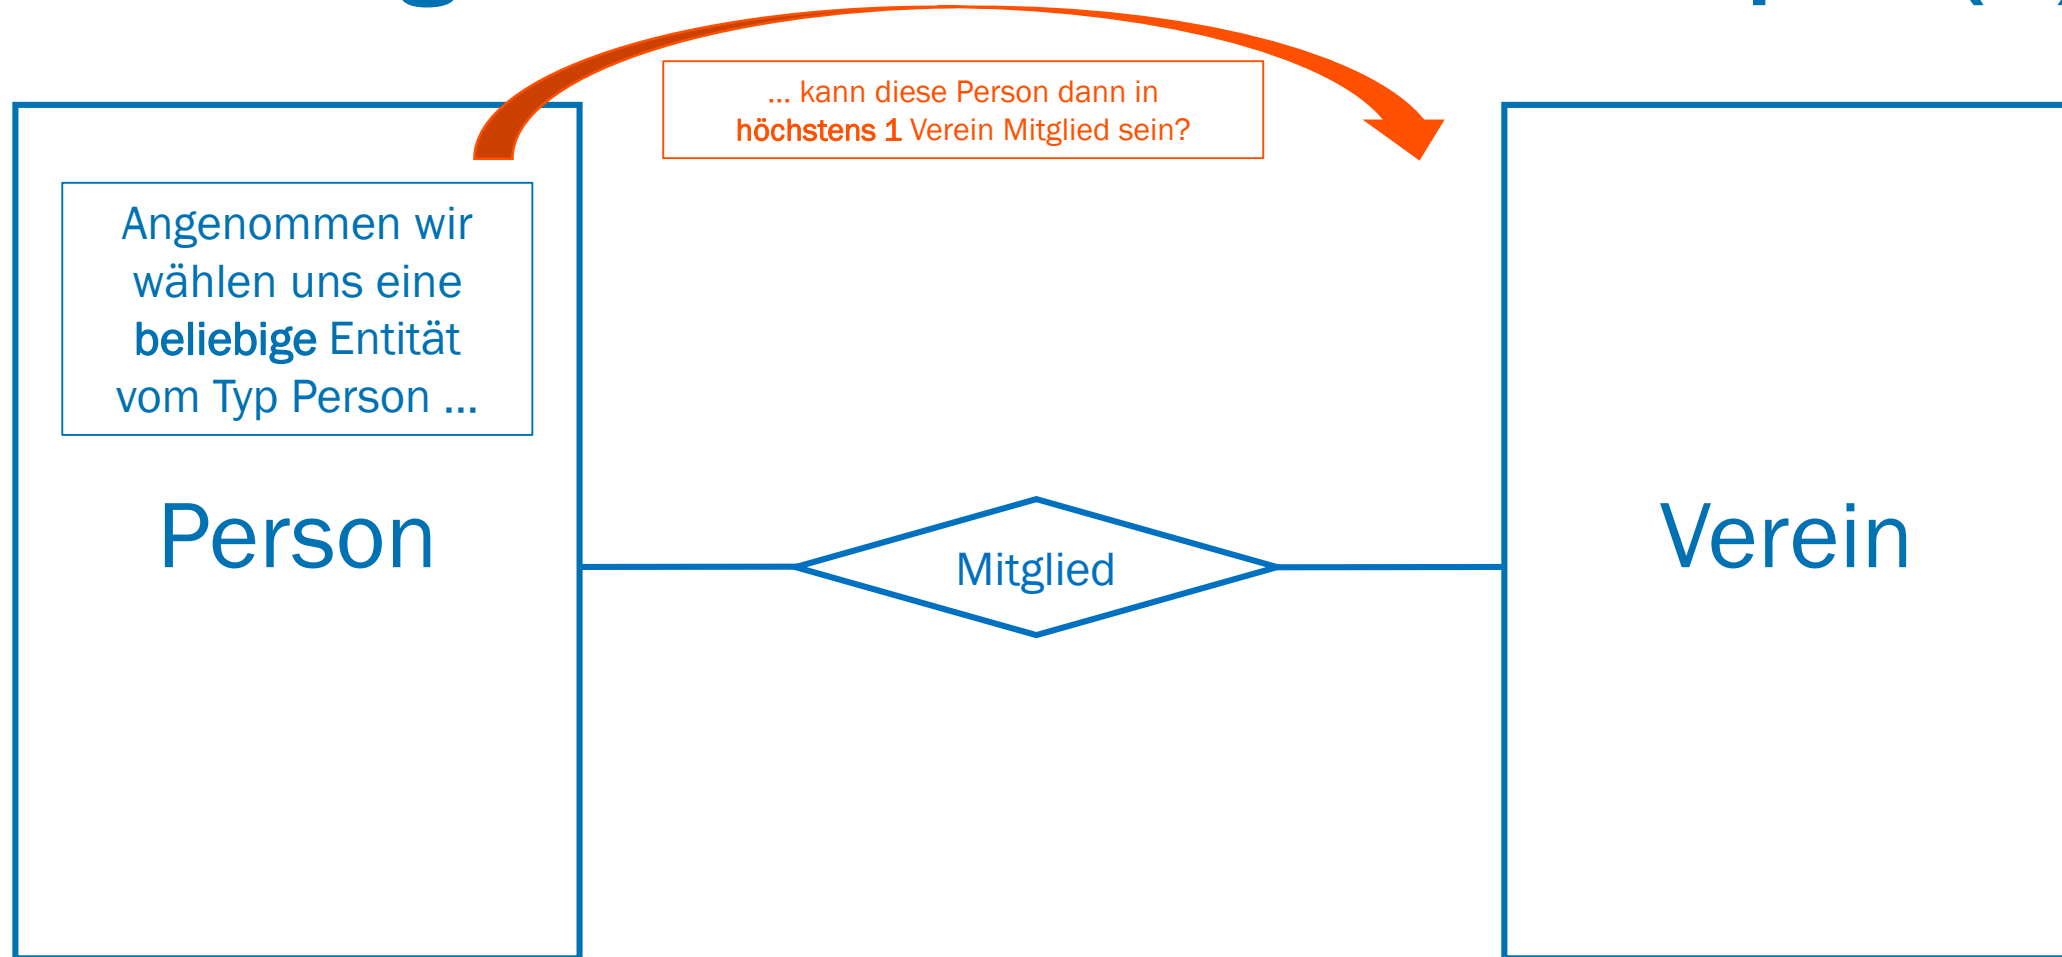 ... kann diese Person dann in
höchstens 1 Verein Mitglied sein?
Angenommen wir
wählen uns eine
beliebige Entität
vom Typ Person ...
Person
Mitglied
Verein